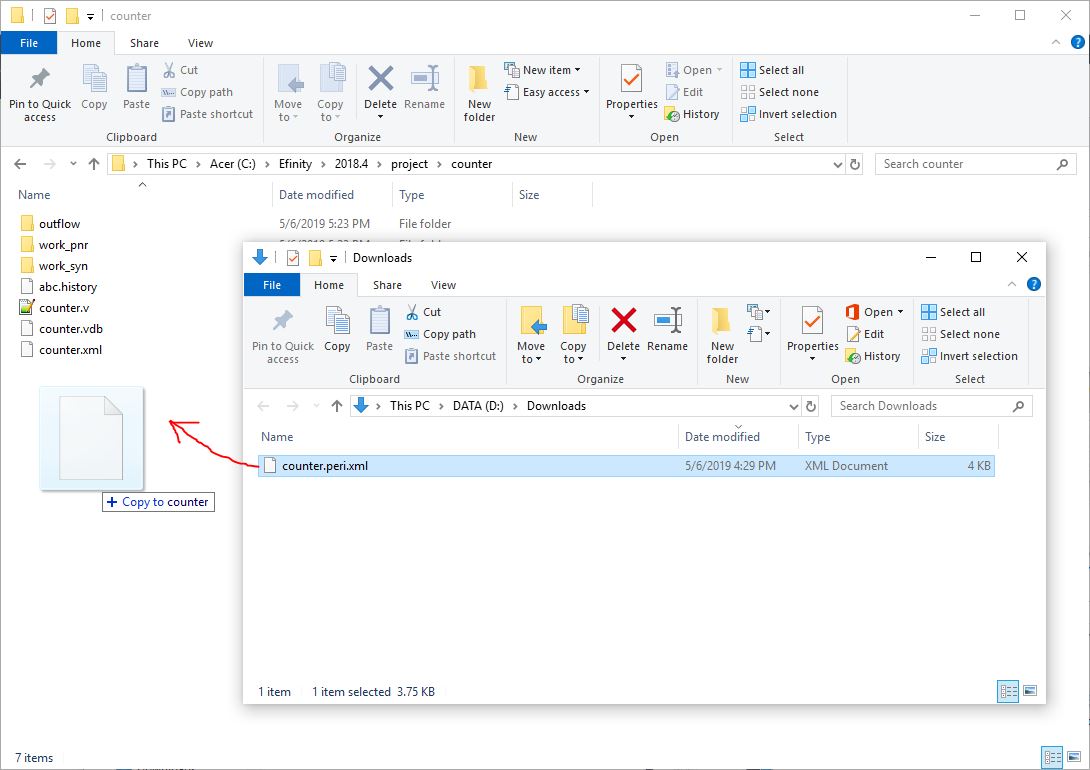 counter
File Home Share View
Pin to Quick access
Copy
Paste
Cut
Copy path
Paste shortcut
Clipboard
Move to
Copy to
Delete
Rename
Organize
New folder
New item
Easy access
New
Properties
Open
Edit
History
Open
Select all
Select none
Invert selection
Select
This PC > Acer (C:) > Efinity > 2018.4 > project > counter
Search counter
Name Date modified Type Size
outflow 5/6/2019 5:23 PM File folder
work_pnr
work_syn
abc.history
counter.v
counter.vdb
counter.xml
+ Copy to counter
7 items
Downloads
File Home Share View
Pin to Quick access
Copy
Paste
Cut
Copy path
Paste shortcut
Clipboard
Move to
Copy to
Delete
Rename
Organize
New folder
New
Properties
Open
Edit
History
Open
Select all
Select none
Invert selection
Select
This PC > DATA (D:) > Downloads
Search Downloads
Name Date modified Type Size
counter.peri.xml 5/6/2019 4:29 PM XML Document 4 KB
1 item 1 item selected 3.75 KB